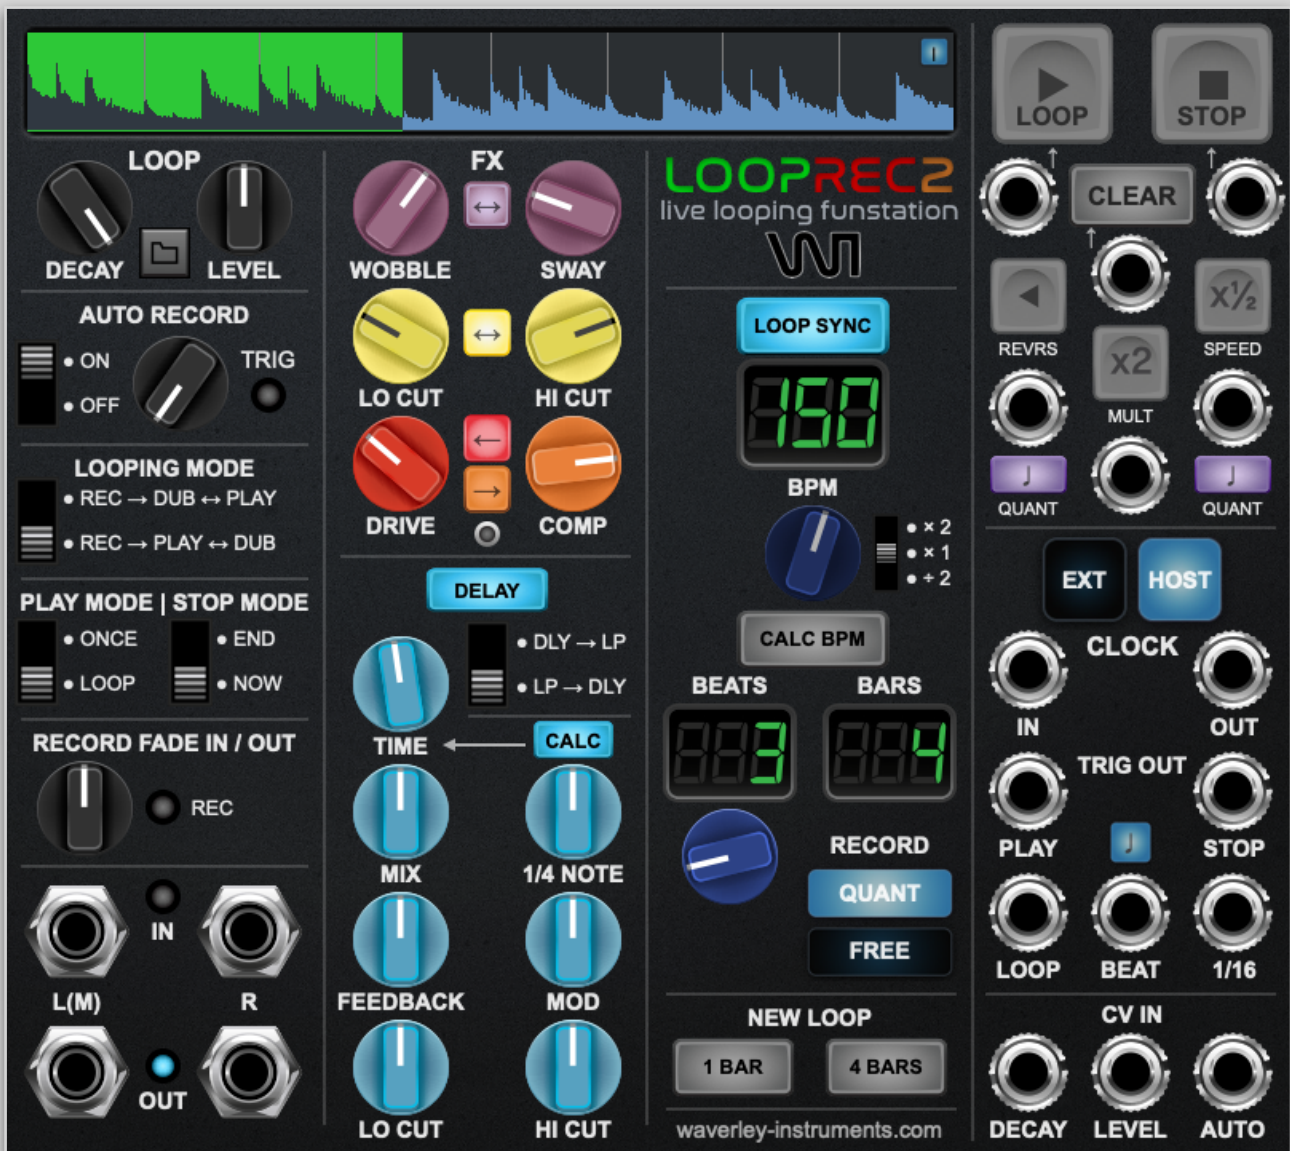 LOOP
STOP
CLEAR
REVRS
x½
SPEED
x2
MULT
QUANT
QUANT
LOOP
DECAY
LEVEL
AUTO RECORD
• ON
• OFF
TRIG
LOOPING MODE
• REC → DUB ↔ PLAY
• REC → PLAY ↔ DUB
PLAY MODE | STOP MODE
• ONCE
• LOOP
• END
• NOW
RECORD FADE IN / OUT
REC
IN
L(M)
R
OUT
FX
WOBBLE
SWAY
LO CUT
HI CUT
DRIVE
COMP
DELAY
• DLY → LP
• LP → DLY
TIME
CALC
MIX
1/4 NOTE
FEEDBACK
MOD
LO CUT
HI CUT
LOOPREC2
live looping funstation
LOOP SYNC
150
BPM
• × 2
• × 1
• ÷ 2
CALC BPM
BEATS
BARS
3
4
RECORD
QUANT
FREE
NEW LOOP
1 BAR
4 BARS
waverley-instruments.com
EXT
HOST
CLOCK
IN
OUT
TRIG OUT
PLAY
STOP
LOOP
BEAT
1/16
CV IN
DECAY
LEVEL
AUTO